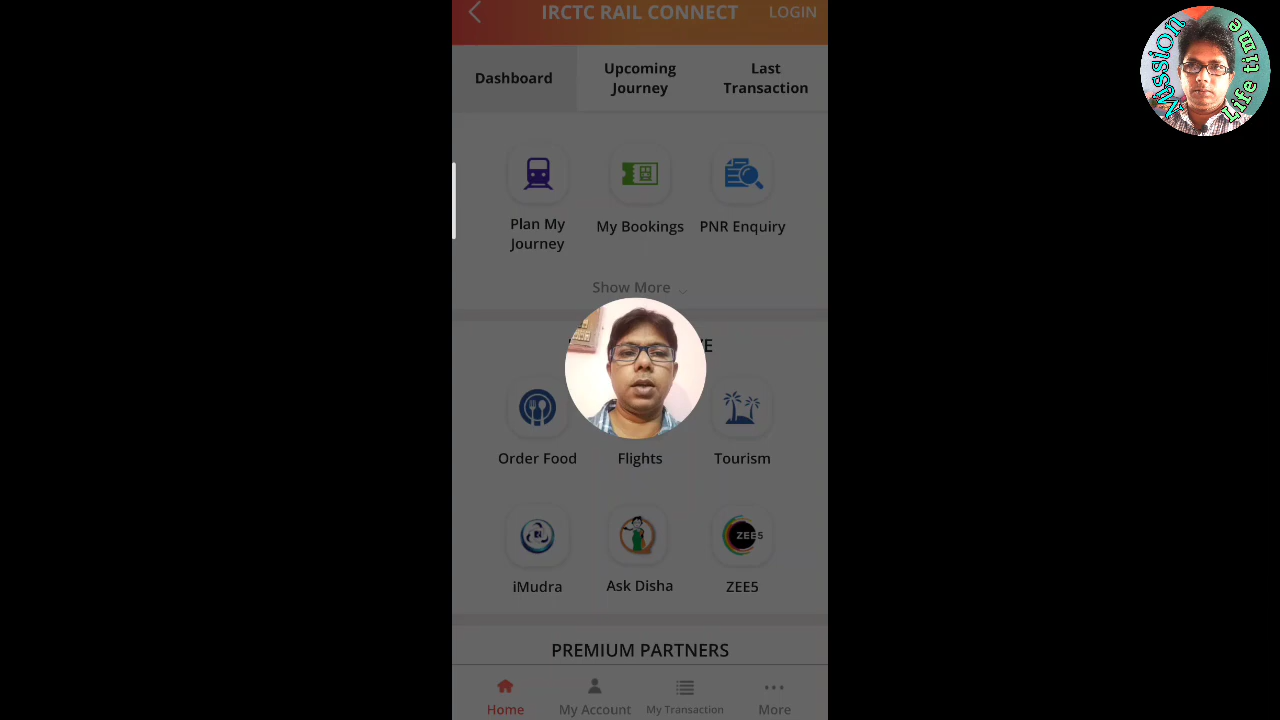 IRCTC RAIL CONNECT
LOGIN
Dashboard
Upcoming
Journey
Last
Transaction
Plan My
Journey
My Bookings
PNR Enquiry
Show More
Order Food
Flights
Tourism
ZEE5
iMudra
Ask Disha
ZEE5
PREMIUM PARTNERS
Home
My Account
My Transaction
More
Mission
Life time